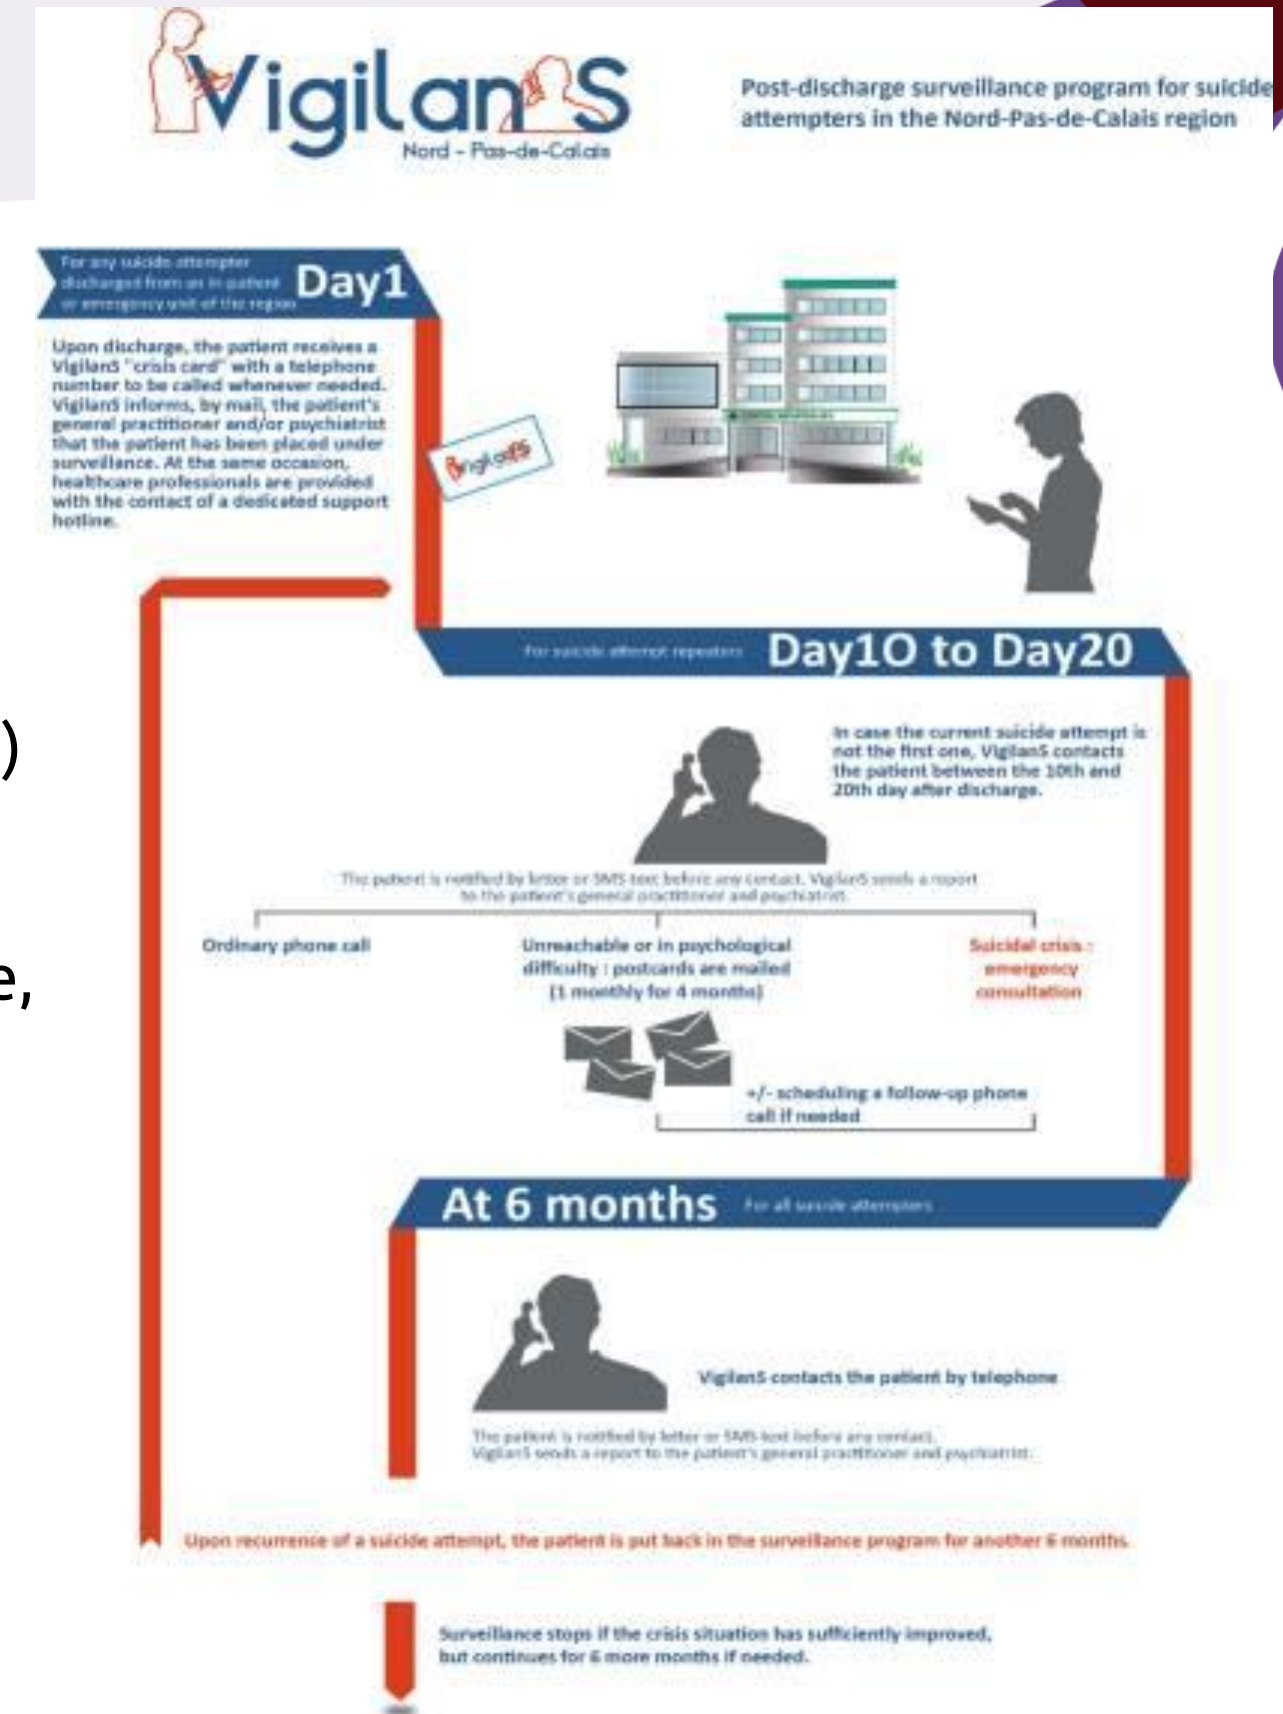 VigilanS
Nord - Pas-de-Calais
Post-discharge surveillance program for suicide
attempters in the Nord-Pas-de-Calais region
For any suicide attempter
discharged from an in-patient
or emergency unit of the region
Day1
Upon discharge, the patient receives a
VigilanS "crisis card" with a telephone
number to be called whenever needed.
VigilanS informs, by mail, the patient's
general practitioner and/or psychiatrist
that the patient has been placed under
surveillance. At the same occasion,
healthcare professionals are provided
with the contact of a dedicated support
hotline.
VigilanS
For suicide attempt repeaters
Day10 to Day20
)
In case the current suicide attempt is
not the first one, VigilanS contacts
the patient between the 10th and
20th day after discharge.
The patient is notified by letter or SMS-text before any contact. VigilanS sends a report
to the patient's general practitioner and psychiatrist.
Ordinary phone call
Unreachable or in psychological
difficulty : postcards are mailed
(1 monthly for 4 months)
Suicidal crisis :
emergency
consultation
e,
+/- scheduling a follow-up phone
call if needed
At 6 months
For all suicide attempters
VigilanS contacts the patient by telephone
The patient is notified by letter or SMS-text before any contact.
VigilanS sends a report to the patient's general practitioner and psychiatrist.
Upon recurrence of a suicide attempt, the patient is put back in the surveillance program for another 6 months.
Surveillance stops if the crisis situation has sufficiently improved,
but continues for 6 more months if needed.